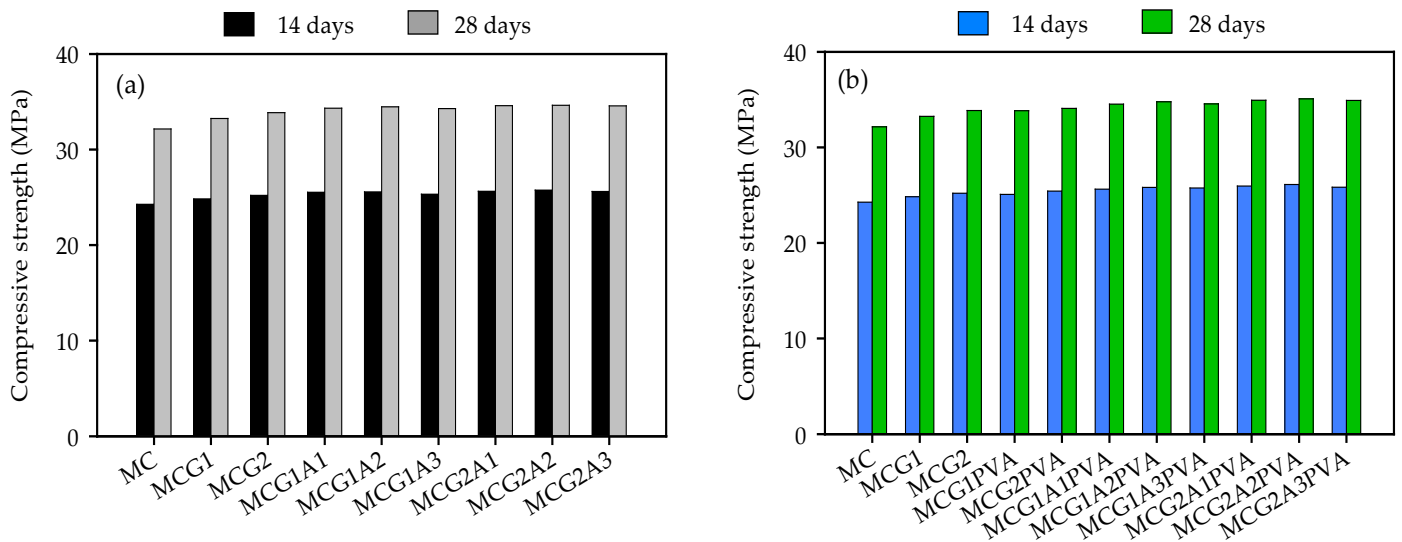 14 days
28 days
(a)
Compressive strength (MPa)
40
30
20
10
0
MC
MCG1
MCG2
MCG1A1
MCG1A2
MCG1A3
MCG2A1
MCG2A2
MCG2A3
14 days
28 days
(b)
Compressive strength (MPa)
40
30
20
10
0
MC
MCG1
MCG2
MCG1PVA
MCG2PVA
MCG1A1PVA
MCG1A2PVA
MCG1A3PVA
MCG2A1PVA
MCG2A2PVA
MCG2A3PVA